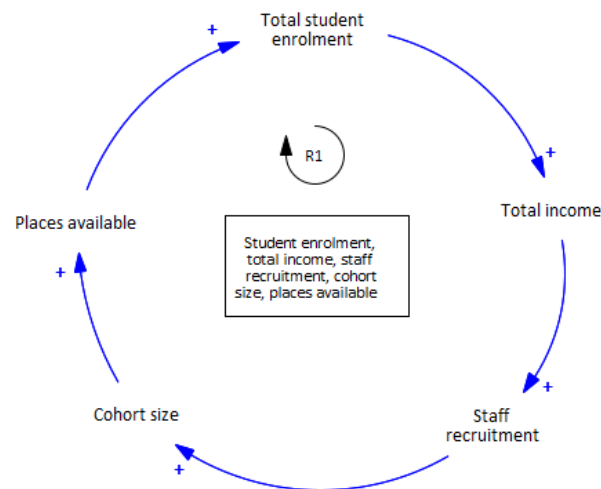 Total student
enrolment
+
+
R1
Places available
Total income
Student enrolment,
total income, staff
recruitment, cohort
size, places available
+
+
Cohort size
Staff
recruitment
+